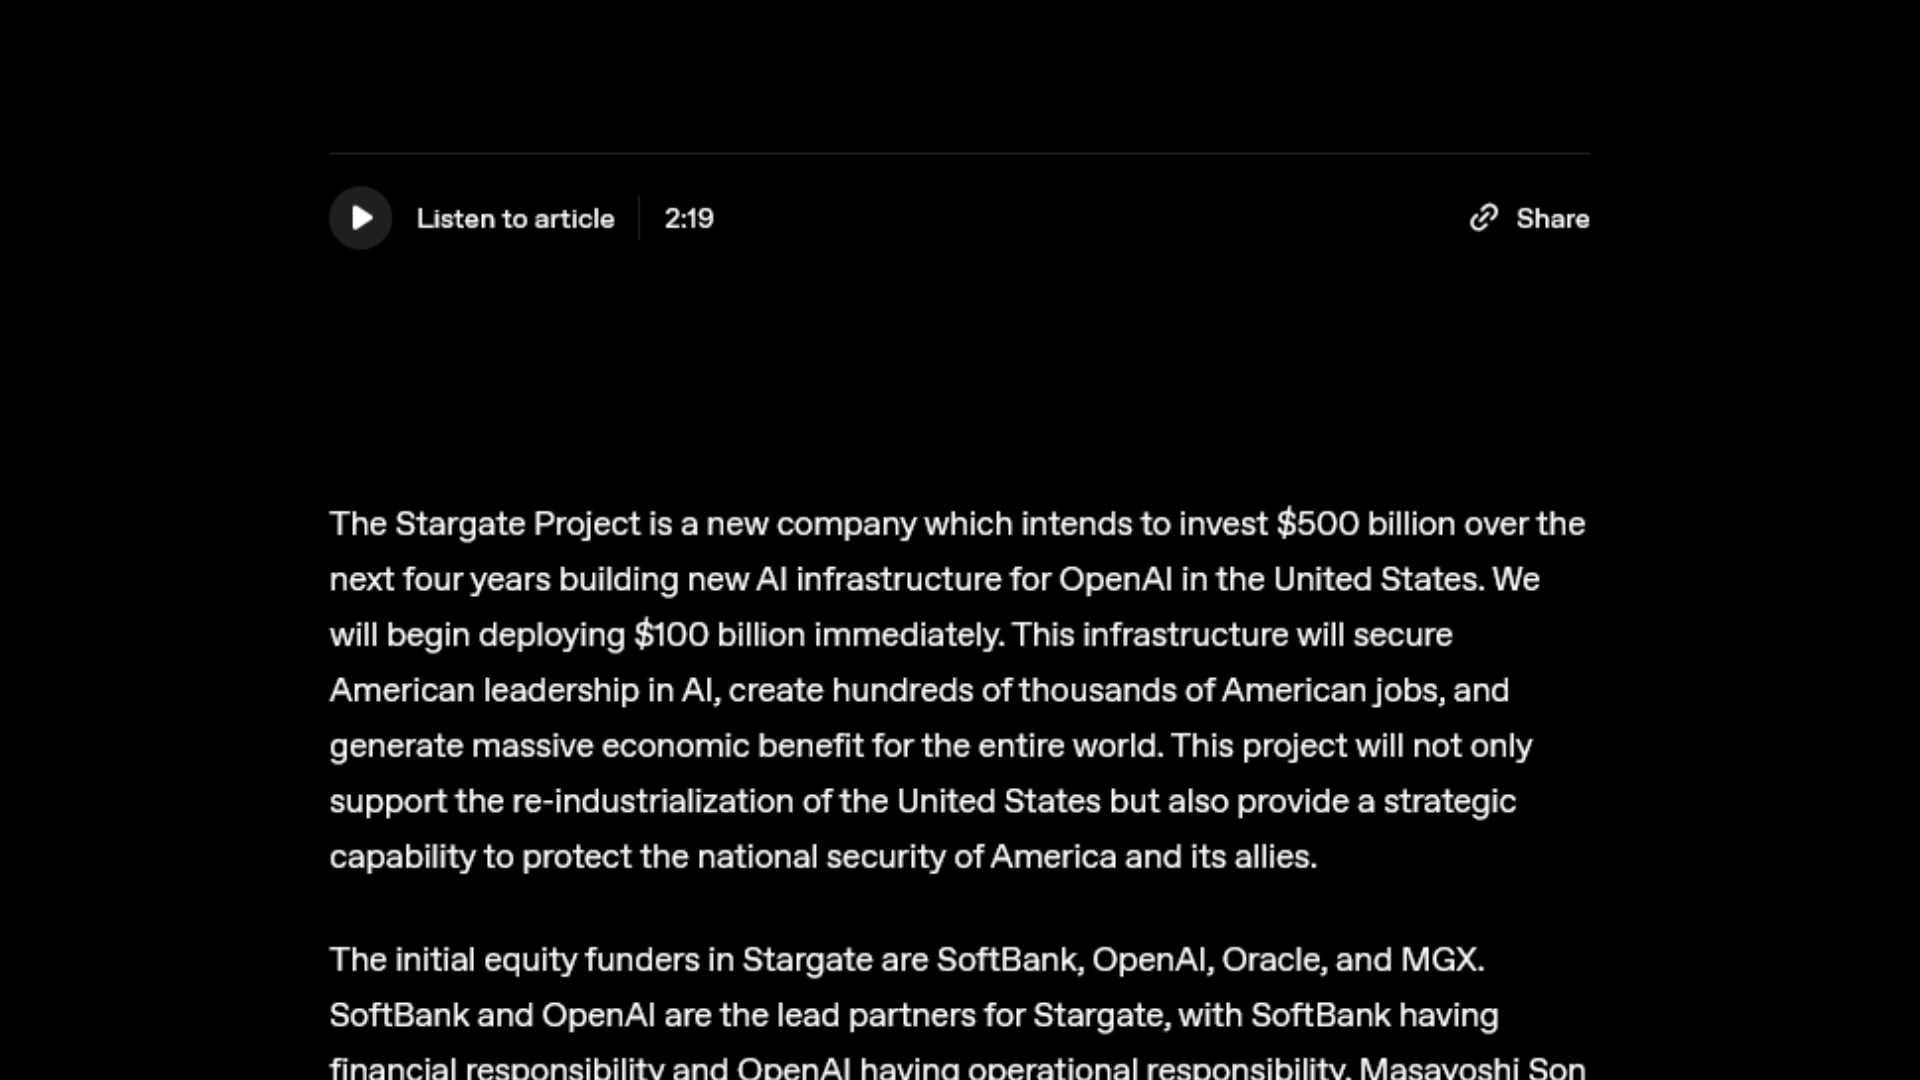 Listen to article 2:19 Share
The Stargate Project is a new company which intends to invest $500 billion over the
next four years building new AI infrastructure for OpenAI in the United States. We
will begin deploying $100 billion immediately. This infrastructure will secure
American leadership in AI, create hundreds of thousands of American jobs, and
generate massive economic benefit for the entire world. This project will not only
support the re-industrialization of the United States but also provide a strategic
capability to protect the national security of America and its allies.
The initial equity funders in Stargate are SoftBank, OpenAI, Oracle, and MGX.
SoftBank and OpenAI are the lead partners for Stargate, with SoftBank having
financial responsibility and OpenAI having operational responsibility. Masayoshi Son